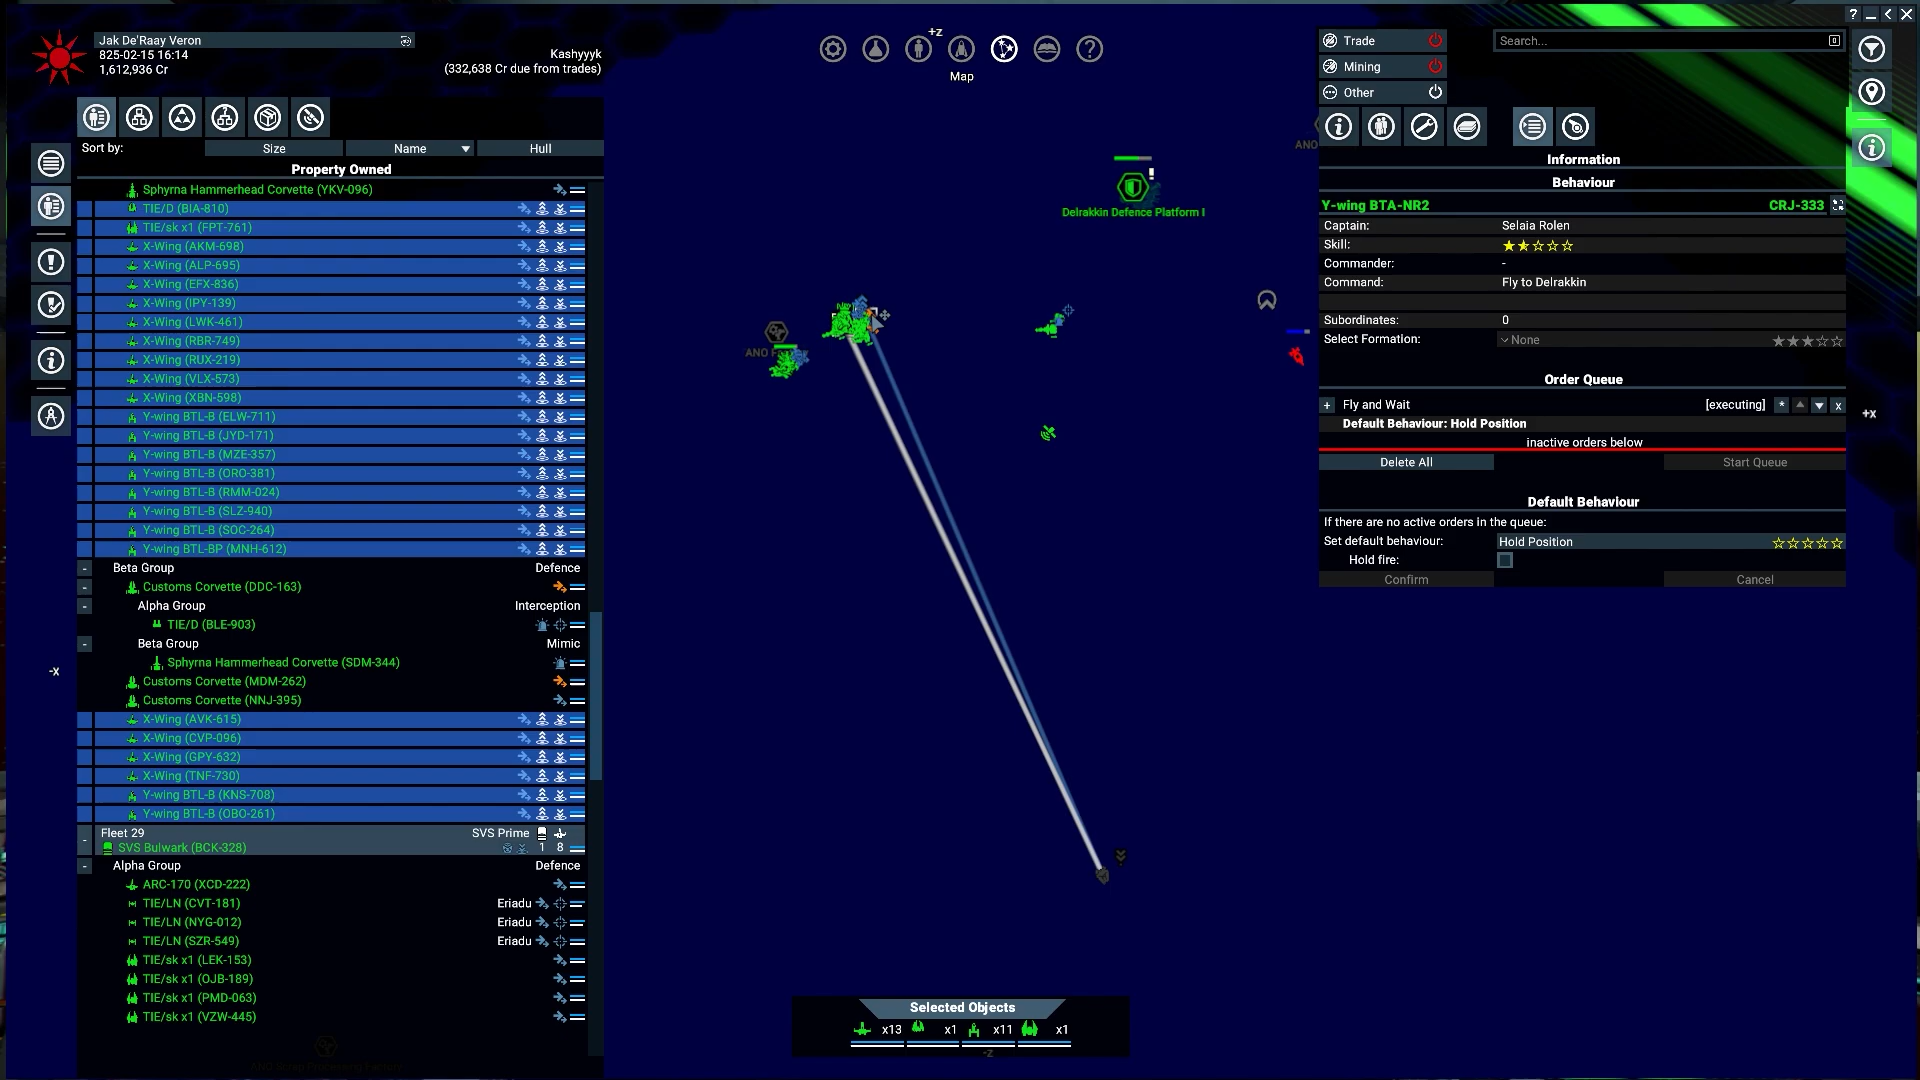 Jak De'Raay Veron
825-02-15 16:14
1,612,936 Cr
Kashyyyk
(332,638 Cr due from trades)
Sort by:
Size
Name
Hull
Property Owned
Sphyrna Hammerhead Corvette (YKV-096)
TIE/D (BIA-810)
TIE/sk x1 (FPT-761)
X-Wing (AKM-698)
X-Wing (ALP-695)
X-Wing (EFX-836)
X-Wing (IPY-139)
X-Wing (LWK-461)
X-Wing (RBR-749)
X-Wing (RUX-219)
X-Wing (VLX-573)
X-Wing (XBN-598)
Y-wing BTL-B (ELW-711)
Y-wing BTL-B (JYD-171)
Y-wing BTL-B (MZE-357)
Y-wing BTL-B (ORO-381)
Y-wing BTL-B (RMM-024)
Y-wing BTL-B (SLZ-940)
Y-wing BTL-B (SOC-264)
Y-wing BTL-BP (MNH-612)
Beta Group Defence
Customs Corvette (DDC-163)
Alpha Group Interception
TIE/D (BLE-903)
Beta Group Mimic
Sphyrna Hammerhead Corvette (SDM-344)
Customs Corvette (MDM-262)
Customs Corvette (NNJ-395)
X-Wing (AVK-615)
X-Wing (CVP-096)
X-Wing (GPY-632)
X-Wing (TNF-730)
Y-wing BTL-B (KNS-708)
Y-wing BTL-B (OBO-261)
Fleet 29 SVS Prime
SVS Bulwark (BCK-328) 1 8
Alpha Group Defence
ARC-170 (XCD-222)
TIE/LN (CVT-181) Eriadu
TIE/LN (NYG-012) Eriadu
TIE/LN (SZR-549) Eriadu
TIE/sk x1 (LEK-153)
TIE/sk x1 (OJB-189)
TIE/sk x1 (PMD-063)
TIE/sk x1 (VZW-445)
-x
+z
Map
Delrakkin Defence Platform I
ANO
ANO F
Selected Objects
x13 x1 x11 x1
-z
+x
Trade
Mining
Other
Search...
Information
Behaviour
Y-wing BTA-NR2 CRJ-333
Captain: Selaia Rolen
Skill:
Commander: -
Command: Fly to Delrakkin
Subordinates: 0
Select Formation: None
Order Queue
+ Fly and Wait [executing] * x
Default Behaviour: Hold Position
inactive orders below
Delete All Start Queue
Default Behaviour
If there are no active orders in the queue:
Set default behaviour: Hold Position
Hold fire:
Confirm Cancel